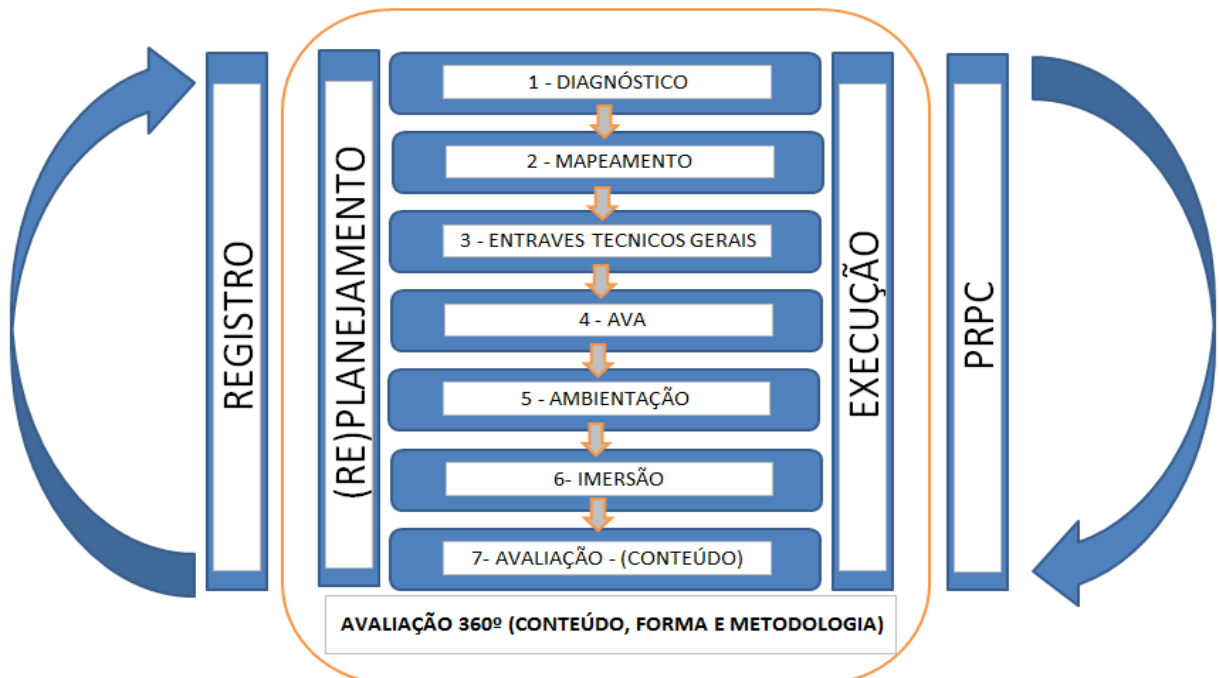 REGISTRO
(RE)PLANEJAMENTO
1 - DIAGNÓSTICO
2 - MAPEAMENTO
3 - ENTRAVES TECNICOS GERAIS
4 - AVA
5 - AMBIENTAÇÃO
6- IMERSÃO
7- AVALIAÇÃO - (CONTEÚDO)
EXECUÇÃO
PRPC
AVALIAÇÃO 360º (CONTEÚDO, FORMA E METODOLOGIA)